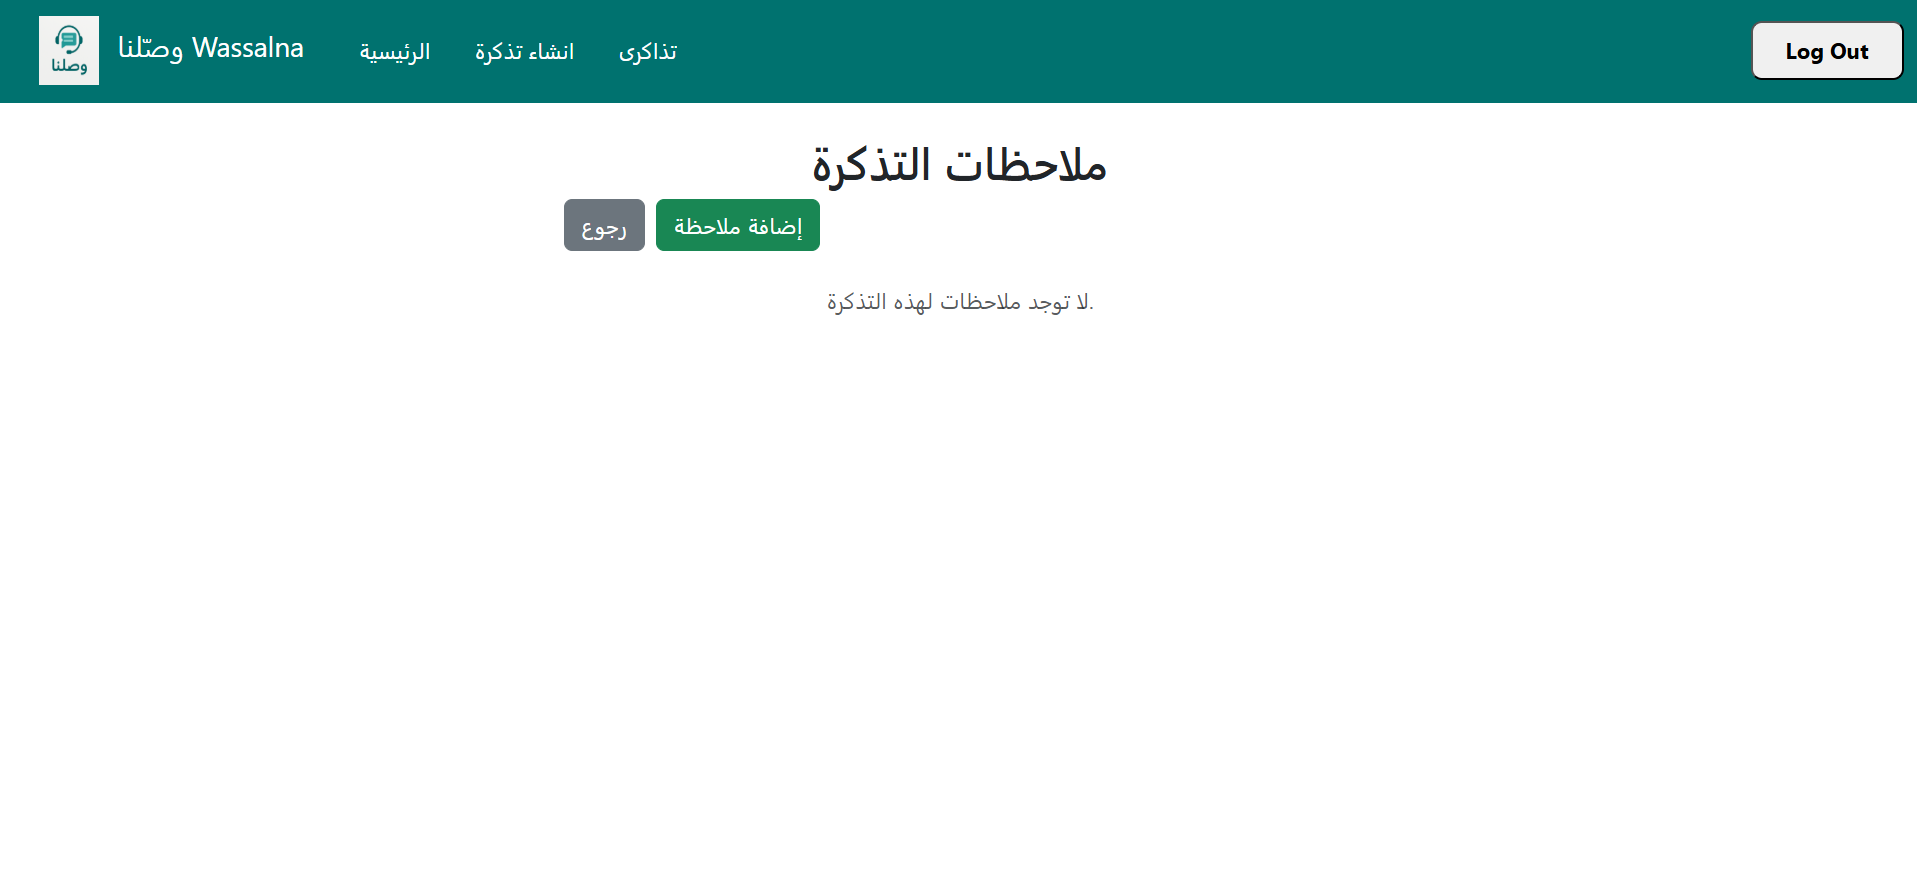 وصلنا
وصّلنا Wassalna
الرئيسية
انشاء تذكرة
تذاكرى
Log Out
ملاحظات التذكرة
إضافة ملاحظة
رجوع
لا توجد ملاحظات لهذه التذكرة.